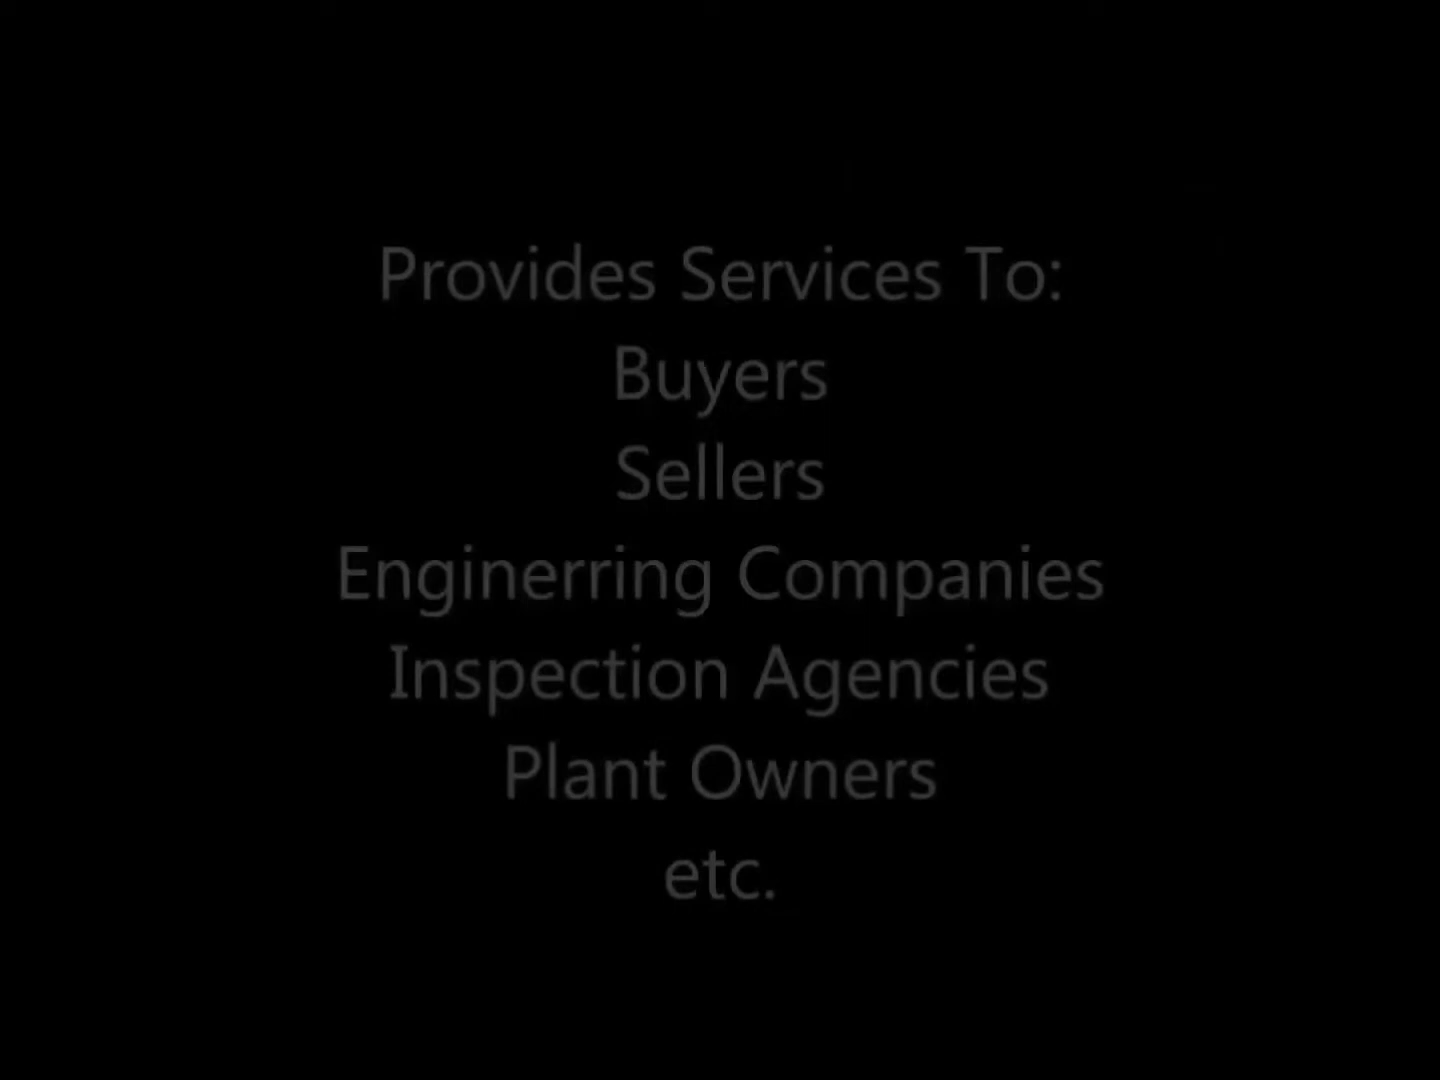 Provides Services To:
Buyers
Sellers
Enginerring Companies
Inspection Agencies
Plant Owners
etc.